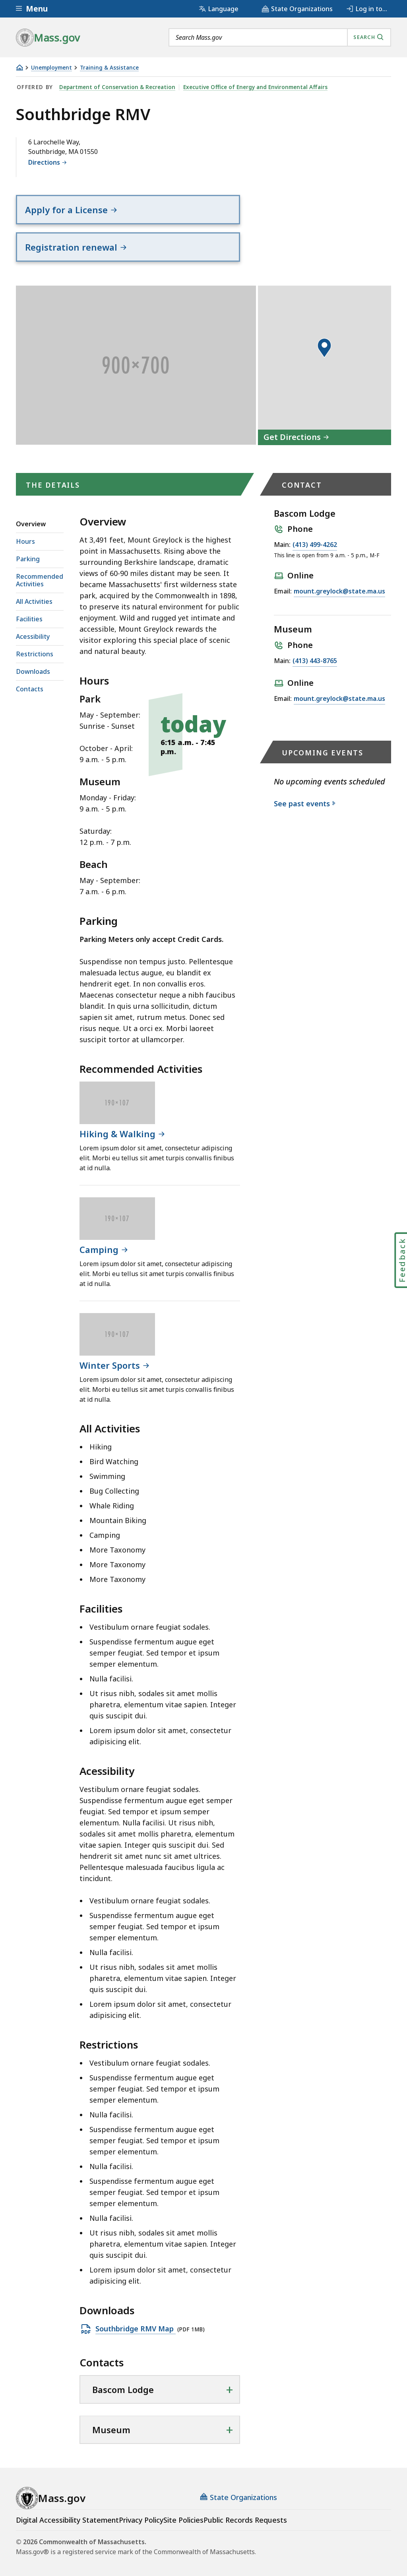 Menu
Language
State Organizations
Log in to...
Mass.gov
Search Mass.gov
SEARCH
Unemployment
Training & Assistance
OFFERED BY Department of Conservation & Recreation Executive Office of Energy and Environmental Affairs
Southbridge RMV
6 Larochelle Way,
Southbridge, MA 01550
Directions
Apply for a License
Registration renewal
900×700
Get Directions
THE DETAILS
Overview
Hours
Parking
Recommended
Activities
All Activities
Facilities
Acessibility
Restrictions
Downloads
Contacts
Overview
At 3,491 feet, Mount Greylock is the highest
point in Massachusetts. Rising above the
surrounding landscape, dramatic
views of 60-90 miles distant may be seen. It
became Massachusetts' first wilderness state
park, acquired by the Commonwealth in 1898,
to preserve its natural environment for public
enjoyment. Wild and rugged yet intimate and
accessible, Mount Greylock rewards the
visitor exploring this special place of scenic
and natural beauty.
Hours
Park
May - September:
Sunrise - Sunset
October - April:
9 a.m. - 5 p.m.
today
6:15 a.m. - 7:45
p.m.
Museum
Monday - Friday:
9 a.m. - 5 p.m.
Saturday:
12 p.m. - 7 p.m.
Beach
May - September:
7 a.m. - 6 p.m.
Parking
Parking Meters only accept Credit Cards.
Suspendisse non tempus justo. Pellentesque
malesuada lectus augue, eu blandit ex
hendrerit eget. In non convallis eros.
Maecenas consectetur neque a nibh faucibus
blandit. In quis urna sollicitudin, dictum
sapien sit amet, rutrum metus. Donec sed
risus neque. Ut a orci ex. Morbi laoreet
suscipit tortor at ullamcorper.
Recommended Activities
190×107
Hiking & Walking
Lorem ipsum dolor sit amet, consectetur adipiscing
elit. Morbi eu tellus sit amet turpis convallis finibus
at id nulla.
190×107
Camping
Lorem ipsum dolor sit amet, consectetur adipiscing
elit. Morbi eu tellus sit amet turpis convallis finibus
at id nulla.
190×107
Winter Sports
Lorem ipsum dolor sit amet, consectetur adipiscing
elit. Morbi eu tellus sit amet turpis convallis finibus
at id nulla.
All Activities
• Hiking
• Bird Watching
• Swimming
• Bug Collecting
• Whale Riding
• Mountain Biking
• Camping
• More Taxonomy
• More Taxonomy
• More Taxonomy
Facilities
• Vestibulum ornare feugiat sodales.
• Suspendisse fermentum augue eget
semper feugiat. Sed tempor et ipsum
semper elementum.
• Nulla facilisi.
• Ut risus nibh, sodales sit amet mollis
pharetra, elementum vitae sapien. Integer
quis suscipit dui.
• Lorem ipsum dolor sit amet, consectetur
adipisicing elit.
Acessibility
Vestibulum ornare feugiat sodales.
Suspendisse fermentum augue eget semper
feugiat. Sed tempor et ipsum semper
elementum. Nulla facilisi. Ut risus nibh,
sodales sit amet mollis pharetra, elementum
vitae sapien. Integer quis suscipit dui. Sed
hendrerit sit amet nunc sit amet ultrices.
Pellentesque malesuada faucibus ligula ac
tincidunt.
• Vestibulum ornare feugiat sodales.
• Suspendisse fermentum augue eget
semper feugiat. Sed tempor et ipsum
semper elementum.
• Nulla facilisi.
• Ut risus nibh, sodales sit amet mollis
pharetra, elementum vitae sapien. Integer
quis suscipit dui.
• Lorem ipsum dolor sit amet, consectetur
adipisicing elit.
Restrictions
• Vestibulum ornare feugiat sodales.
• Suspendisse fermentum augue eget
semper feugiat. Sed tempor et ipsum
semper elementum.
• Nulla facilisi.
• Suspendisse fermentum augue eget
semper feugiat. Sed tempor et ipsum
semper elementum.
• Nulla facilisi.
• Suspendisse fermentum augue eget
semper feugiat. Sed tempor et ipsum
semper elementum.
• Nulla facilisi.
• Ut risus nibh, sodales sit amet mollis
pharetra, elementum vitae sapien. Integer
quis suscipit dui.
• Lorem ipsum dolor sit amet, consectetur
adipisicing elit.
Downloads
PDF Southbridge RMV Map (PDF 1MB)
Contacts
Bascom Lodge
Museum
CONTACT
Bascom Lodge
Phone
Main: (413) 499-4262
This line is open from 9 a.m. - 5 p.m., M-F
Online
Email: mount.greylock@state.ma.us
Museum
Phone
Main: (413) 443-8765
Online
Email: mount.greylock@state.ma.us
UPCOMING EVENTS
No upcoming events scheduled
See past events
Feedback
Mass.gov
State Organizations
Digital Accessibility StatementPrivacy PolicySite PoliciesPublic Records Requests
© 2026 Commonwealth of Massachusetts.
Mass.gov® is a registered service mark of the Commonwealth of Massachusetts.